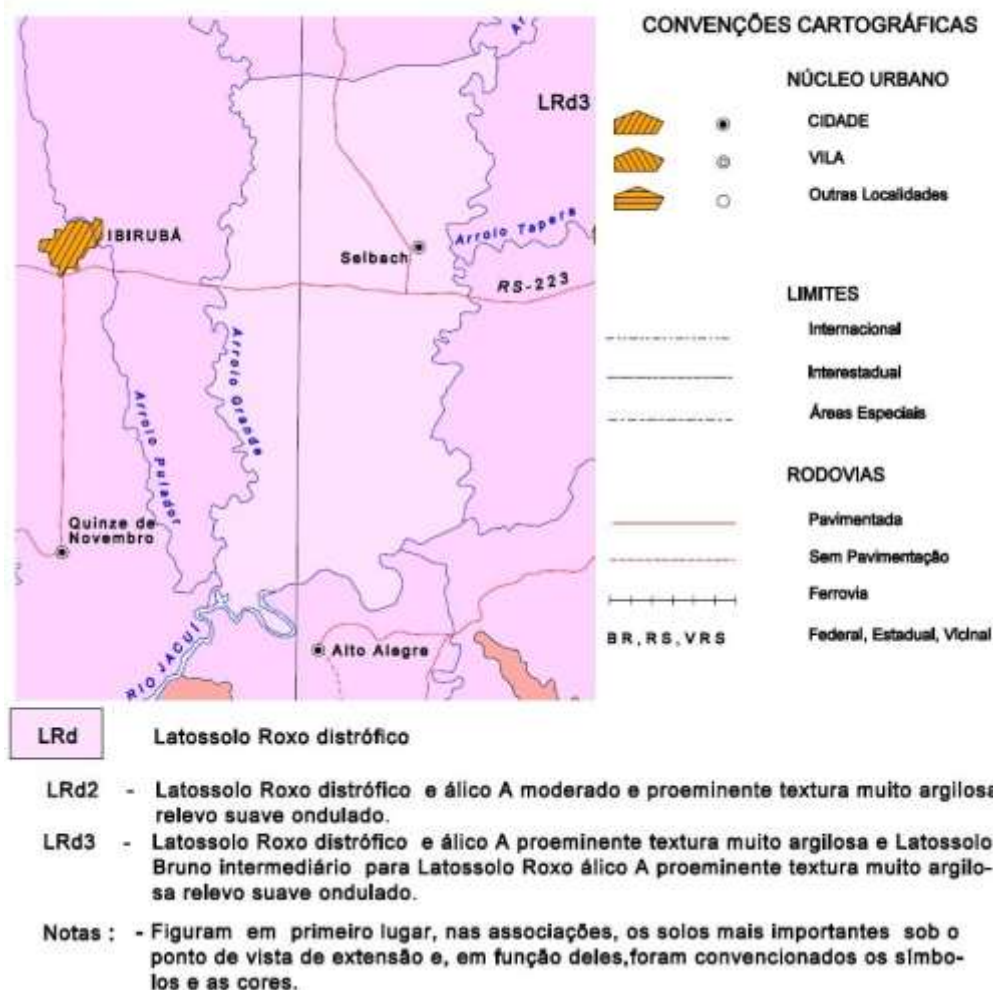 CONVENÇÕES CARTOGRÁFICAS
NÚCLEO URBANO
CIDADE
VILA
Outras Localidades
LIMITES
Internacional
Interestadual
Áreas Especiais
RODOVIAS
Pavimentada
Sem Pavimentação
Ferrovia
BR, RS, VRS Federal, Estadual, Vicinal
LRd3
IBIRUBÁ
Selbach
Arroio Tapera
RS-223
Arroio Grande
Arroio Pulador
Quinze de
Novembro
RIO JACUÍ
Alto Alegre
LRd Latossolo Roxo distrófico
LRd2 - Latossolo Roxo distrófico e álico A moderado e proeminente textura muito argilosa
relevo suave ondulado.
LRd3 - Latossolo Roxo distrófico e álico A proeminente textura muito argilosa e Latossolo
Bruno intermediário para Latossolo Roxo álico A proeminente textura muito argilo-
sa relevo suave ondulado.
Notas : - Figuram em primeiro lugar, nas associações, os solos mais importantes sob o
ponto de vista de extensão e, em função deles,foram convencionados os símbo-
los e as cores.